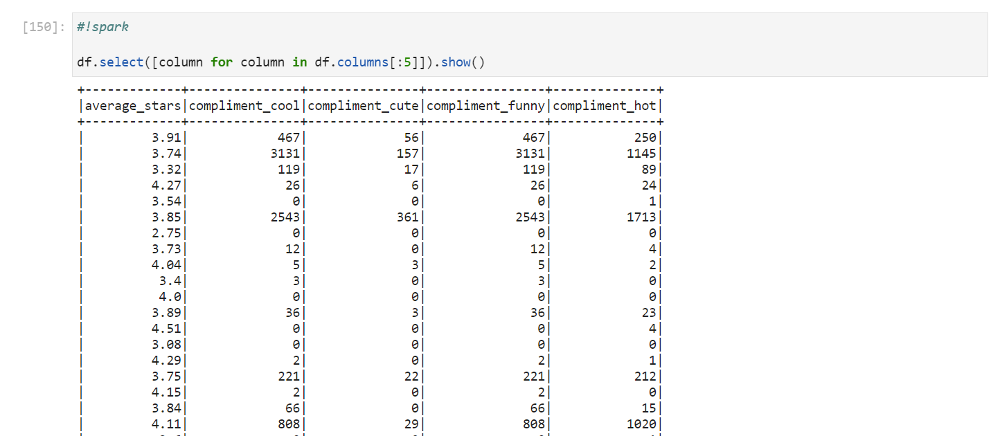 [150]: #!spark
df.select([column for column in df.columns[:5]]).show()
+-------------+---------------+---------------+----------------+--------------+
|average_stars|compliment_cool|compliment_cute|compliment_funny|compliment_hot|
+-------------+---------------+---------------+----------------+--------------+
|         3.91|            467|             56|             467|           250|
|         3.74|           3131|            157|            3131|          1145|
|         3.32|            119|             17|             119|            89|
|         4.27|             26|              6|              26|            24|
|         3.54|              0|              0|               0|             1|
|         3.85|           2543|            361|            2543|          1713|
|         2.75|              0|              0|               0|             0|
|         3.73|             12|              0|              12|             4|
|         4.04|              5|              3|               5|             2|
|          3.4|              3|              0|               3|             0|
|          4.0|              0|              0|               0|             0|
|         3.89|             36|              3|              36|            23|
|         4.51|              0|              0|               0|             4|
|         3.08|              0|              0|               0|             0|
|         4.29|              2|              0|               2|             1|
|         3.75|            221|             22|             221|           212|
|         4.15|              2|              0|               2|             0|
|         3.84|             66|              0|              66|            15|
|         4.11|            808|             29|             808|          1020|